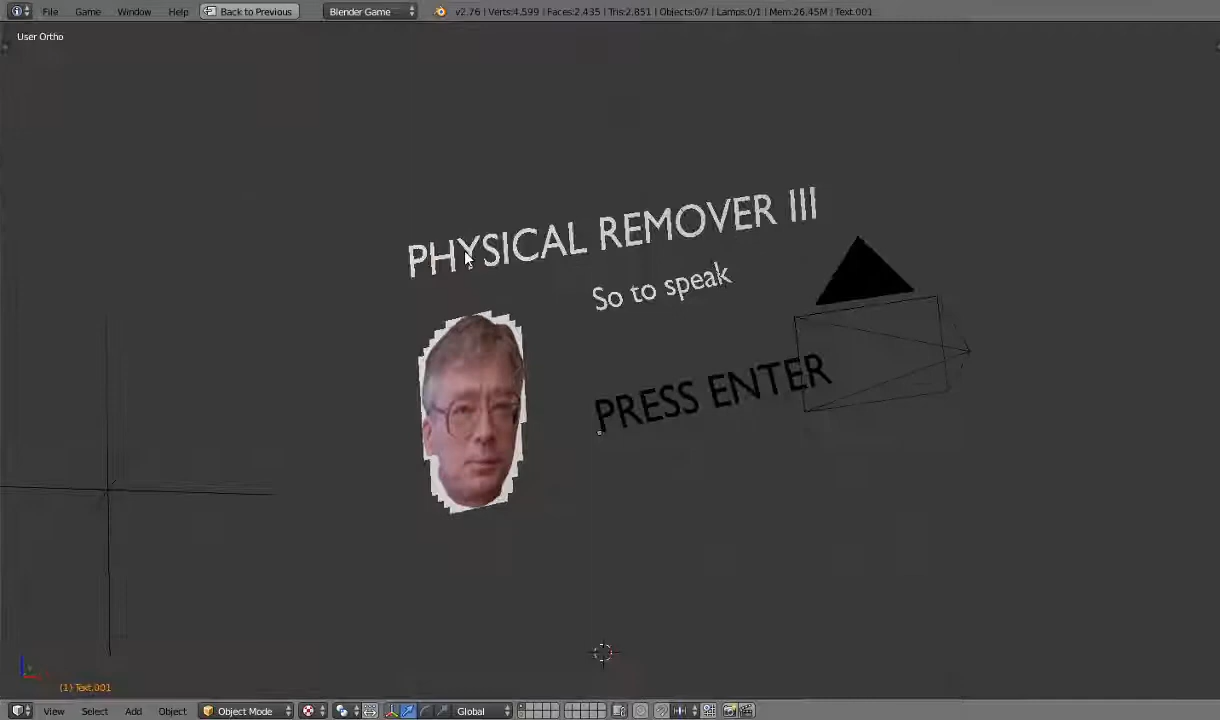 File Game Window Help Back to Previous Blender Game v2.76 | Verts:4.599 | Faces:2.435 | Tris:2.851 | Objects:0/7 | Lamps:0/1 | Mem:26.45M | Text.001
User Ortho
PHYSICAL REMOVER III
So to speak
PRESS ENTER
(1) Text.001
View Select Add Object Object Mode Global